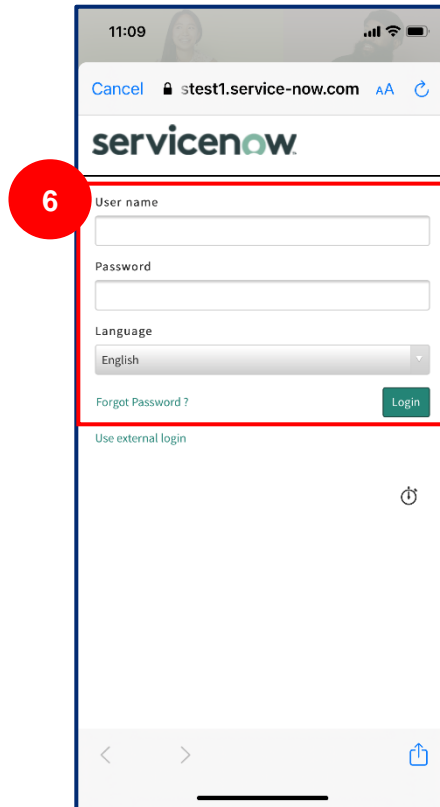 11:09
Cancel stest1.service-now.com AA
servicenow
6
User name
Password
Language
English
Forgot Password ?
Login
Use external login